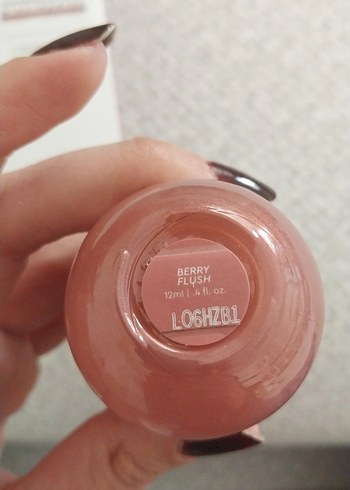 BERRY
FLUSH
12ml | .4 fl. oz.
L06HZB1